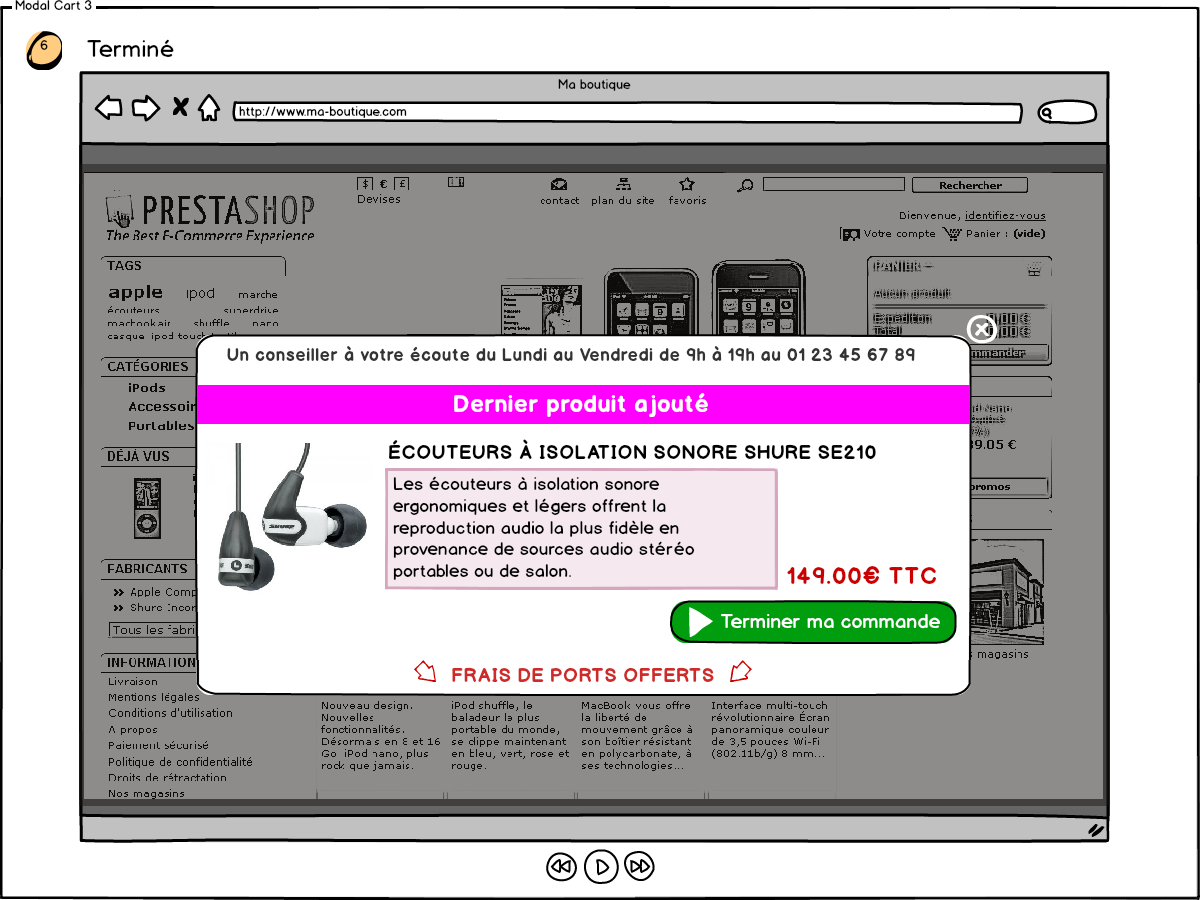 Modal Cart 3
6
Terminé
Ma boutique
http://www.ma-boutique.com
$ € £
Devises
contact plan du site favoris
Rechercher
PRESTASHOP
The Best E-Commerce Experience
Bienvenue, identifiez-vous
Votre compte Panier : (vide)
TAGS
apple ipod marche
écouteurs superdrive
macbookair shuffle nano
casque ipod touch
PANIER
Aucun produit
Expédition
Total
mmander
CATÉGORIES
iPods
Accessoir
Portables
DÉJÀ VUS
FABRICANTS
Apple Comp
Shure Incor
Tous les fabri
INFORMATION
Livraison
Mentions légales
Conditions d'utilisation
A propos
Paiement sécurisé
Politique de confidentialité
Droits de rétractation
Nos magasins
Un conseiller à votre écoute du Lundi au Vendredi de 9h à 19h au 01 23 45 67 89
Dernier produit ajouté
ÉCOUTEURS À ISOLATION SONORE SHURE SE210
Les écouteurs à isolation sonore
ergonomiques et légers offrent la
reproduction audio la plus fidèle en
provenance de sources audio stéréo
portables ou de salon.
149.00€ TTC
Terminer ma commande
FRAIS DE PORTS OFFERTS
9.05 €
promos
s magasins
Nouveau design.
Nouvelles
fonctionnalités.
Désormais en 8 et 16
Go iPod nano, plus
rock que jamais.
iPod shuffle, le
baladeur le plus
portable du monde,
se clippe maintenant
en bleu, vert, rose et
rouge.
MacBook vous offre
la liberté de
mouvement grâce à
son boîtier résistant
en polycarbonate, à
ses technologies...
Interface multi-touch
révolutionnaire Écran
panoramique couleur
de 3,5 pouces Wi-Fi
(802.11b/g) 8 mm...